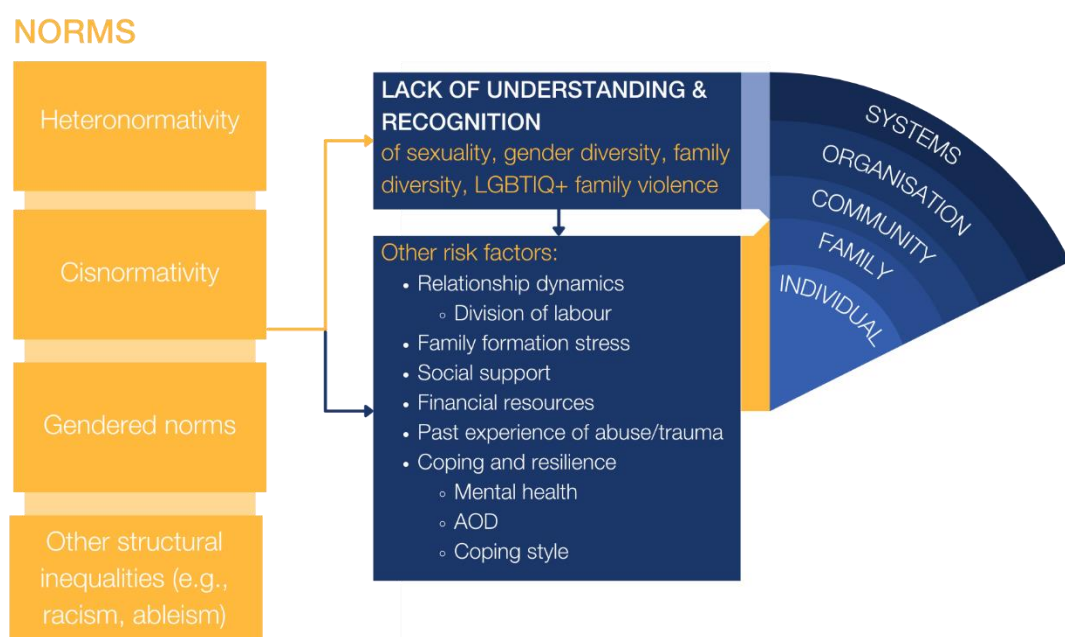 NORMS
Heteronormativity
Cisnormativity
Gendered norms
Other structural
inequalities (e.g.,
racism, ableism)
LACK OF UNDERSTANDING &
RECOGNITION
of sexuality, gender diversity, family
diversity, LGBTIQ+ family violence
Other risk factors:
• Relationship dynamics
◦ Division of labour
• Family formation stress
• Social support
• Financial resources
• Past experience of abuse/trauma
• Coping and resilience
◦ Mental health
◦ AOD
◦ Coping style
SYSTEMS
ORGANISATION
COMMUNITY
FAMILY
INDIVIDUAL